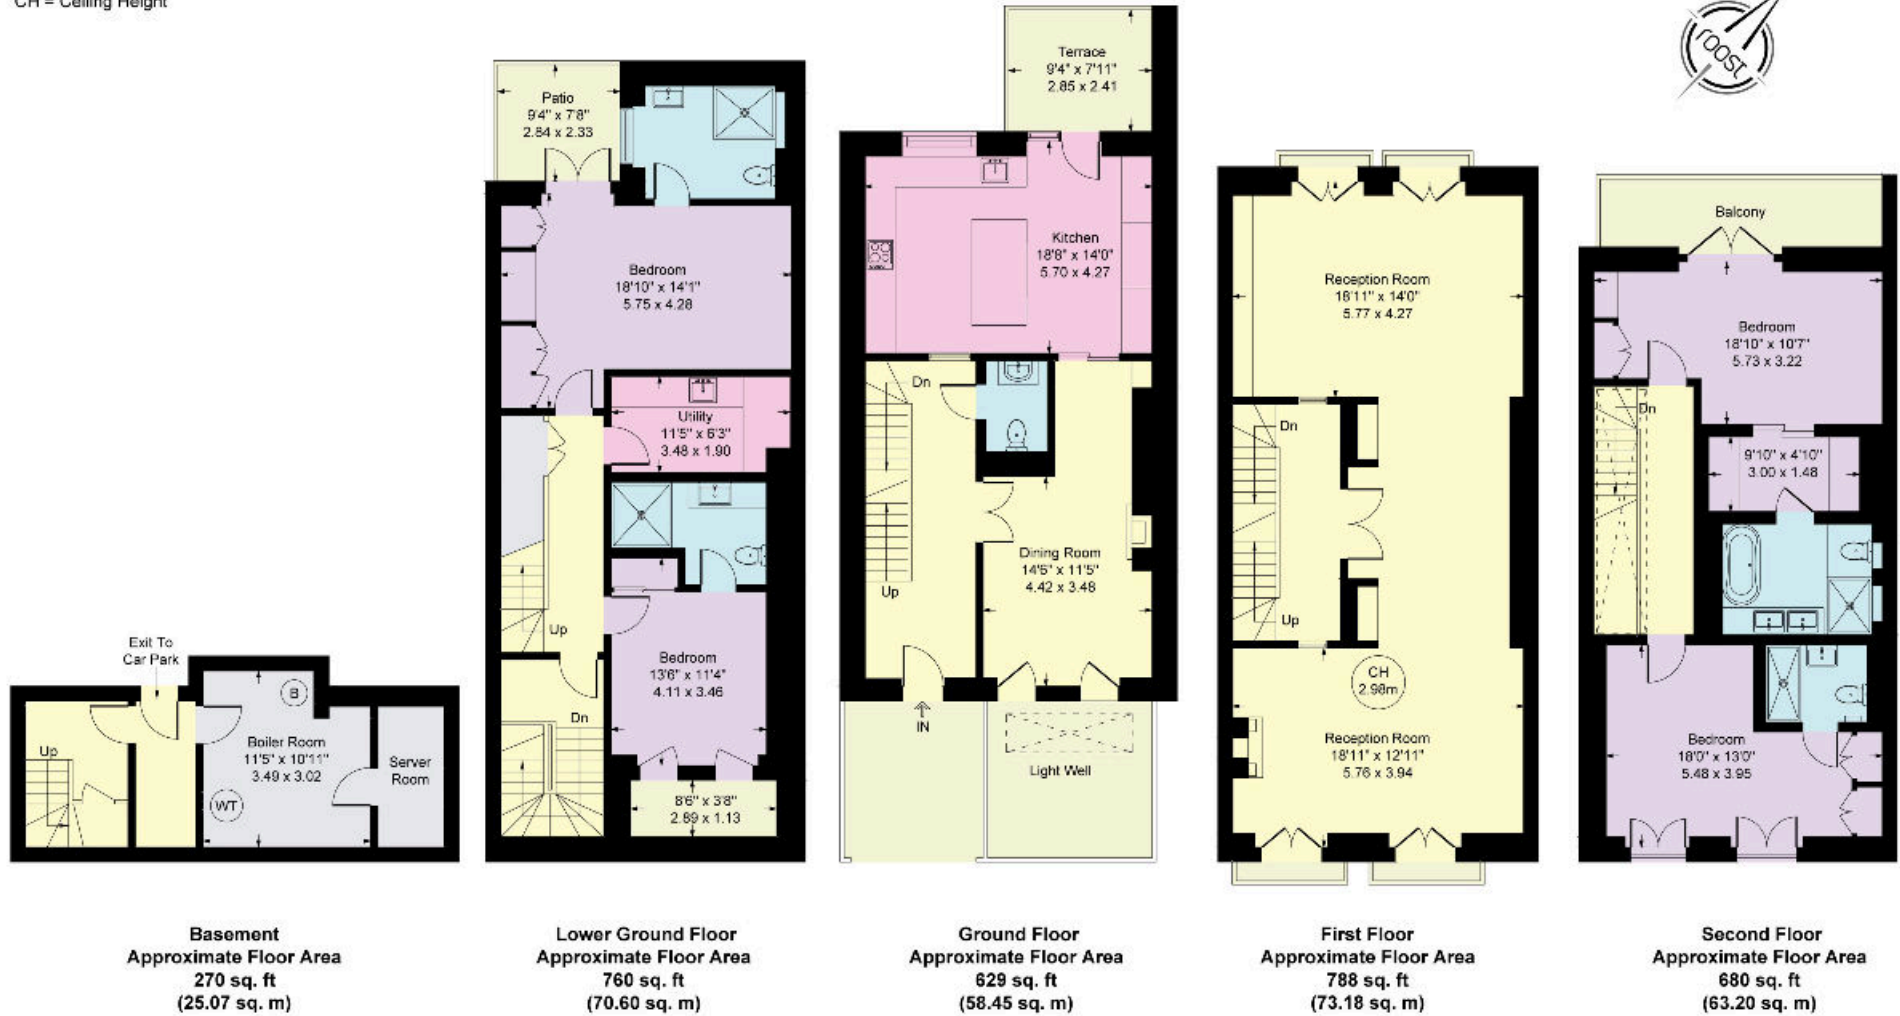 CH = Ceiling Height
roost
Patio
9'4" x 7'8"
2.84 x 2.33
Bedroom
18'10" x 14'1"
5.75 x 4.28
Utility
11'5" x 6'3"
3.48 x 1.90
Up
Dn
Bedroom
13'6" x 11'4"
4.11 x 3.46
8'6" x 3'8"
2.89 x 1.13
Exit To
Car Park
Up
B
Boiler Room
11'5" x 10'11"
3.49 x 3.02
WT
Server
Room
Terrace
9'4" x 7'11"
2.85 x 2.41
Kitchen
18'8" x 14'0"
5.70 x 4.27
Dn
Up
Dining Room
14'6" x 11'5"
4.42 x 3.48
IN
Light Well
Reception Room
18'11" x 14'0"
5.77 x 4.27
Dn
Up
CH
2.98m
Reception Room
18'11" x 12'11"
5.76 x 3.94
Balcony
Bedroom
18'10" x 10'7"
5.73 x 3.22
Dn
9'10" x 4'10"
3.00 x 1.48
Bedroom
18'0" x 13'0"
5.48 x 3.95
Basement
Approximate Floor Area
270 sq. ft
(25.07 sq. m)
Lower Ground Floor
Approximate Floor Area
760 sq. ft
(70.60 sq. m)
Ground Floor
Approximate Floor Area
629 sq. ft
(58.45 sq. m)
First Floor
Approximate Floor Area
788 sq. ft
(73.18 sq. m)
Second Floor
Approximate Floor Area
680 sq. ft
(63.20 sq. m)